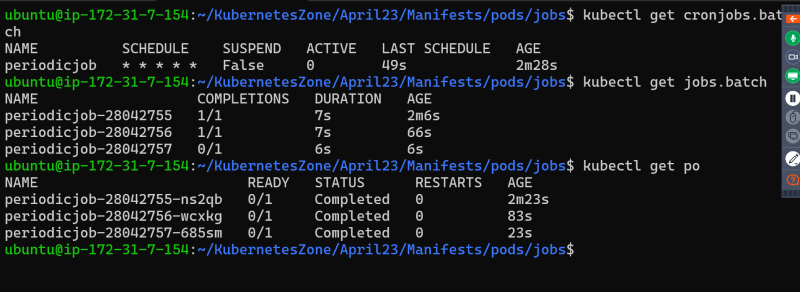 ubuntu@ip-172-31-7-154:~/KubernetesZone/April23/Manifests/pods/jobs$ kubectl get cronjobs.bat
ch
NAME SCHEDULE SUSPEND ACTIVE LAST SCHEDULE AGE
periodicjob * * * * * False 0 49s 2m28s
ubuntu@ip-172-31-7-154:~/KubernetesZone/April23/Manifests/pods/jobs$ kubectl get jobs.batch
NAME COMPLETIONS DURATION AGE
periodicjob-28042755 1/1 7s 2m6s
periodicjob-28042756 1/1 7s 66s
periodicjob-28042757 0/1 6s 6s
ubuntu@ip-172-31-7-154:~/KubernetesZone/April23/Manifests/pods/jobs$ kubectl get po
NAME READY STATUS RESTARTS AGE
periodicjob-28042755-ns2qb 0/1 Completed 0 2m23s
periodicjob-28042756-wcxkg 0/1 Completed 0 83s
periodicjob-28042757-685sm 0/1 Completed 0 23s
ubuntu@ip-172-31-7-154:~/KubernetesZone/April23/Manifests/pods/jobs$